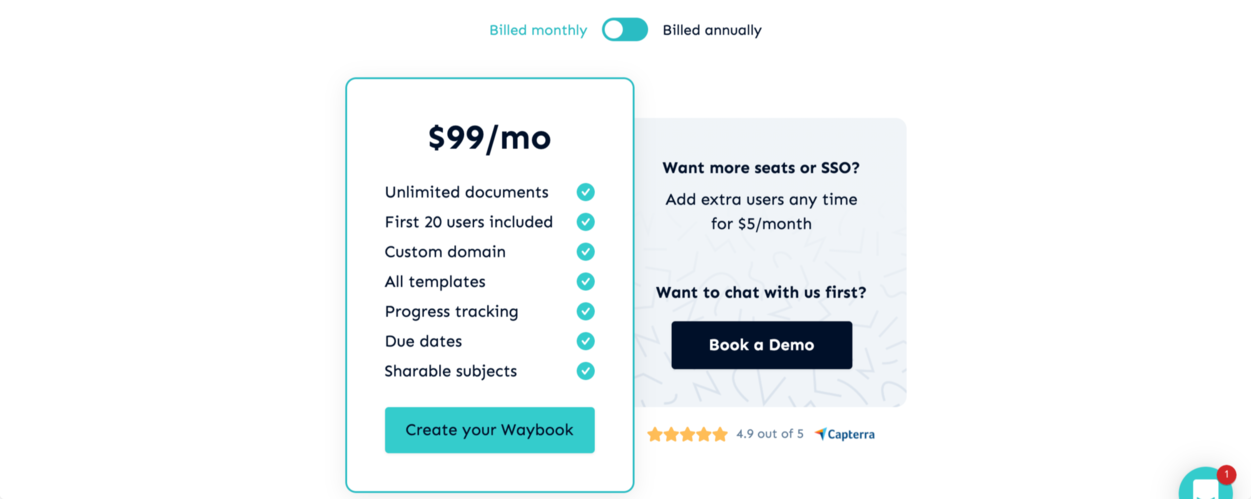 Billed monthly Billed annually
$99/mo
Unlimited documents
First 20 users included
Custom domain
All templates
Progress tracking
Due dates
Sharable subjects
Create your Waybook
Want more seats or SSO?
Add extra users any time
for $5/month
Want to chat with us first?
Book a Demo
4.9 out of 5 Capterra
1